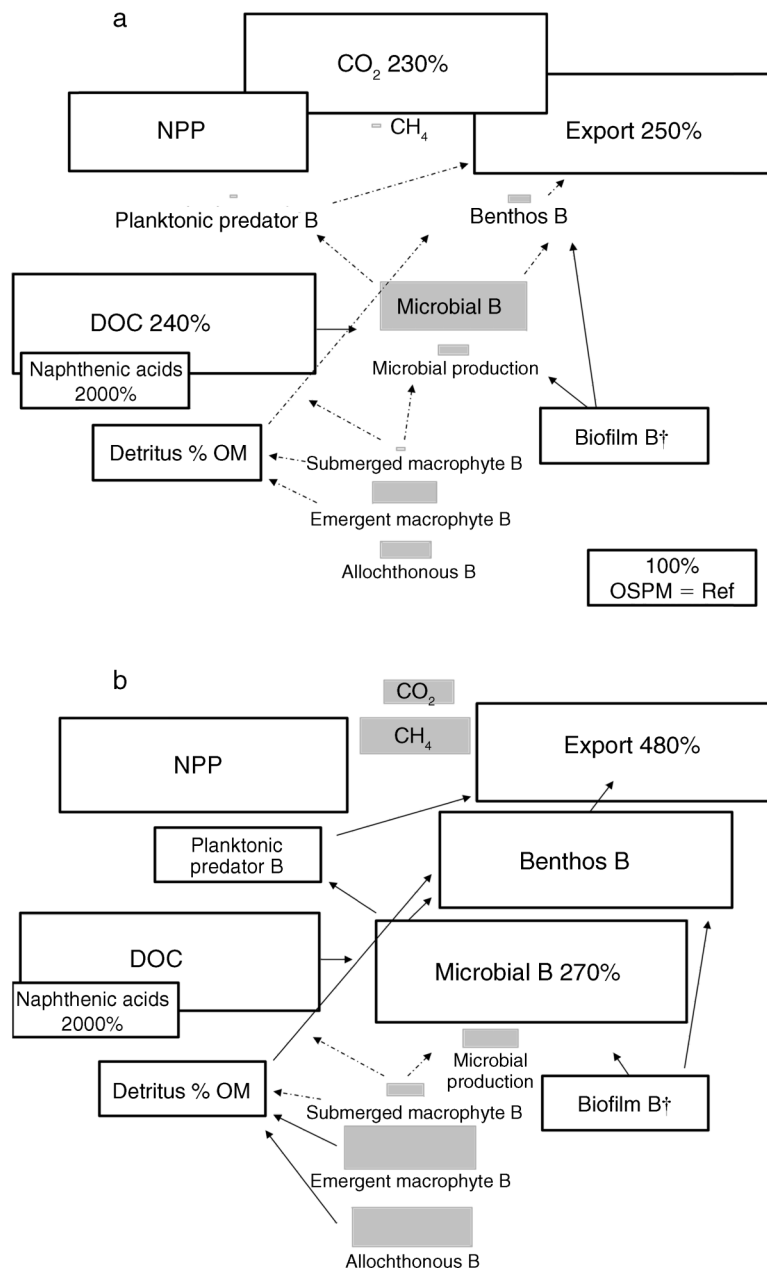 a
CO₂ 230%
NPP
CH₄
Export 250%
Planktonic predator B
Benthos B
DOC 240%
Microbial B
Naphthenic acids
2000%
Microbial production
Detritus % OM
Submerged macrophyte B
Biofilm B†
Emergent macrophyte B
Allochthonous B
100%
OSPM = Ref
b
CO₂
NPP
CH₄
Export 480%
Planktonic
predator B
Benthos B
DOC
Microbial B 270%
Naphthenic acids
2000%
Microbial
production
Detritus % OM
Submerged macrophyte B
Biofilm B†
Emergent macrophyte B
Allochthonous B